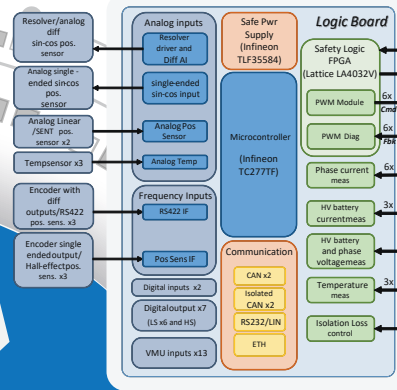 Resolver/analog
diff
sin-cos pos.
sensor
Analog single -
ended sin-cos
pos.
sensor
Analog Linear
/SENT pos.
sensor x2
Tempsensor x3
Encoder with
diff
outputs/RS422
pos. sens. x3
Encoder single
endedoutput/
Hall-effectpos.
sens. x3
Analog inputs
Resolver
driver and
Diff AI
single-ended
sin-cos input
Analog Pos
Sensor
Analog Temp
Frequency Inputs
RS422 IF
Pos Sens IF
Digital inputs x2
Digitaloutput x7
(LS x6 and HS)
VMU inputs x13
Safe Pwr
Supply
(Infineon
TLF35584)
Microcontroller
(Infineon
TC277TF)
Communication
CAN x2
Isolated
CAN x2
RS232/LIN
ETH
Logic Board
Safety Logic
FPGA
(Lattice LA4032V)
PWM Module
PWM Diag
Phase current
meas
HV battery
currentmeas
HV battery
and phase
voltagemeas
Temperature
meas
Isolation Loss
control
6x
Cmd
6x
Fbk
6x
3x
3x